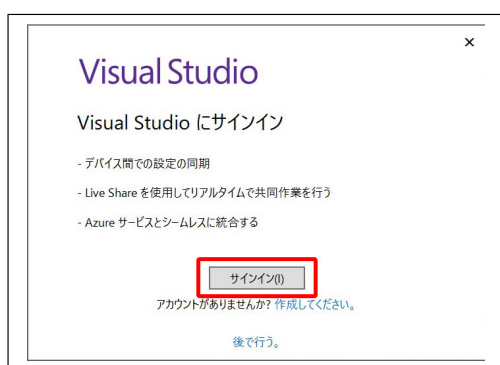 Visual Studio
Visual Studio にサインイン
- デバイス間での設定の同期
- Live Share を使用してリアルタイムで共同作業を行う
- Azure サービスとシームレスに統合する
サインイン(I)
アカウントがありませんか? 作成してください。
後で行う。